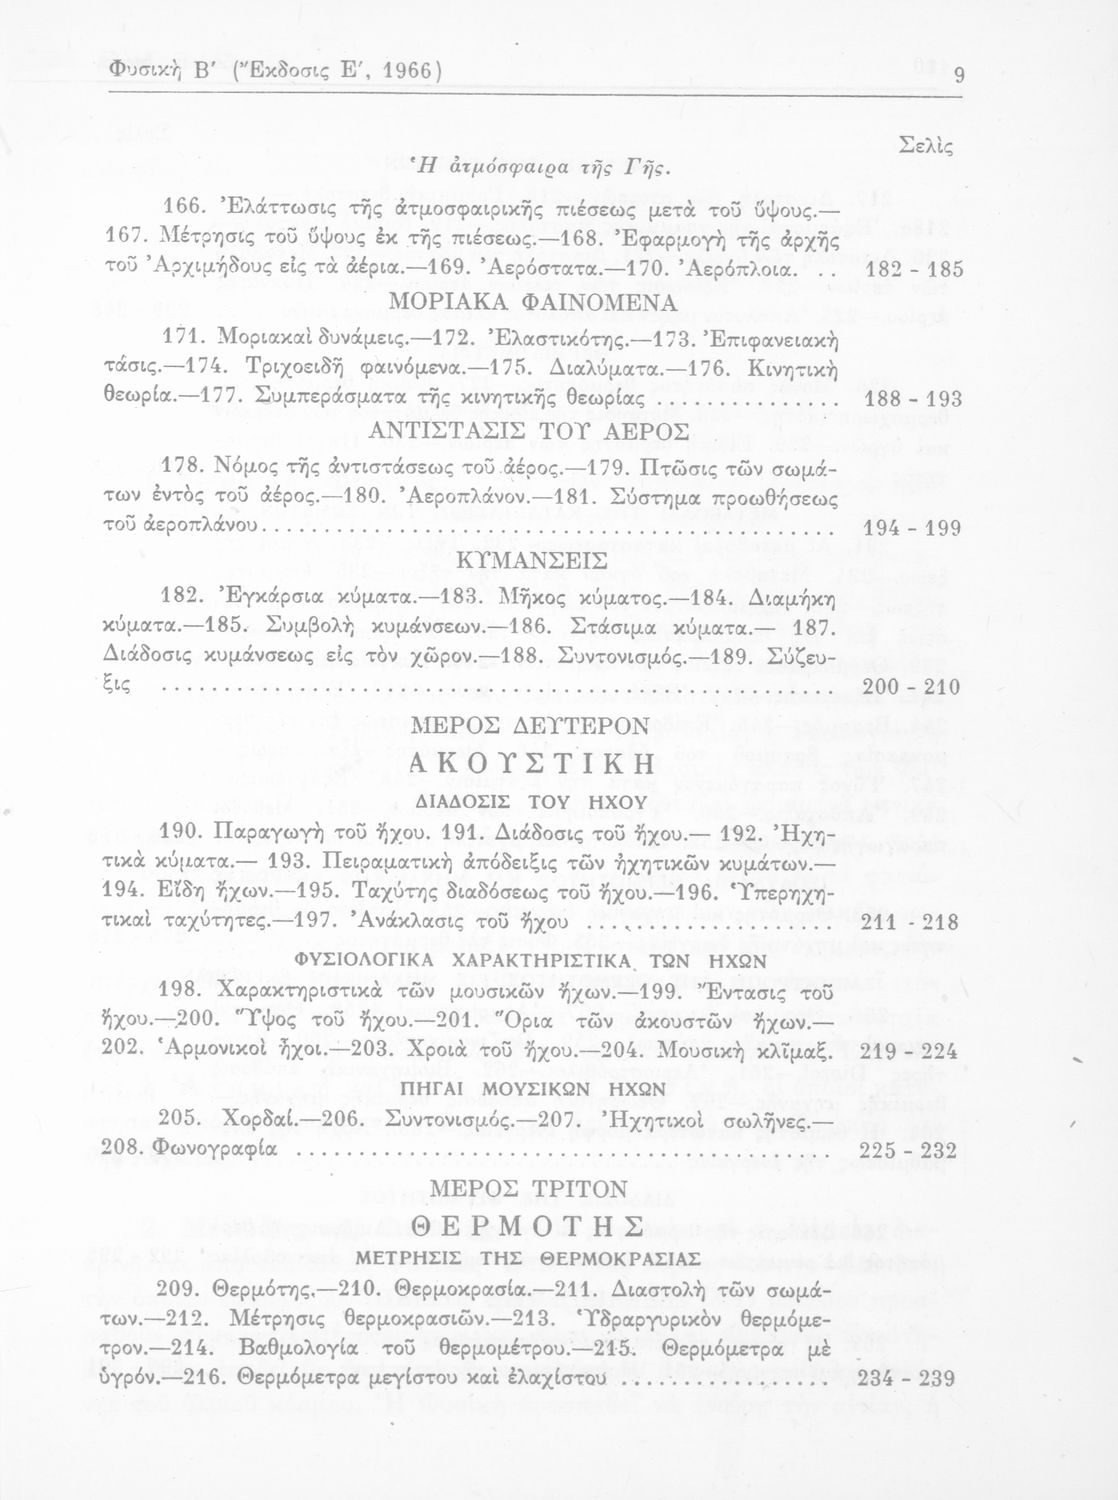 Φυσικὴ Β' (Ἔκδοσις Ε', 1966) 9
Σελὶς
Ἡ ἀτμόσφαιρα τῆς Γῆς.
166. Ἐλάττωσις τῆς ἀτμοσφαιρικῆς πιέσεως μετὰ τοῦ ὕψους.—
167. Μέτρησις τοῦ ὕψους ἐκ τῆς πιέσεως.—168. Ἐφαρμογὴ τῆς ἀρχῆς
τοῦ Ἀρχιμήδους εἰς τὰ ἀέρια.—169. Ἀερόστατα.—170. Ἀερόπλοια. . . 182 - 185
ΜΟΡΙΑΚΑ ΦΑΙΝΟΜΕΝΑ
171. Μοριακαὶ δυνάμεις.—172. Ἐλαστικότης.—173. Ἐπιφανειακὴ
τάσις.—174. Τριχοειδῆ φαινόμενα.—175. Διαλύματα.—176. Κινητικὴ
θεωρία.—177. Συμπεράσματα τῆς κινητικῆς θεωρίας . . . . . . . . . . . . . . 188 - 193
ΑΝΤΙΣΤΑΣΙΣ ΤΟΥ ΑΕΡΟΣ
178. Νόμος τῆς ἀντιστάσεως τοῦ ἀέρος.—179. Πτῶσις τῶν σωμά-
των ἐντὸς τοῦ ἀέρος.—180. Ἀεροπλάνον.—181. Σύστημα προωθήσεως
τοῦ ἀεροπλάνου. . . . . . . . . . . . . . . . . . . . . . . . . . . . . . . . . . . . . . 194 - 199
ΚΥΜΑΝΣΕΙΣ
182. Ἐγκάρσια κύματα.—183. Μῆκος κύματος.—184. Διαμήκη
κύματα.—185. Συμβολὴ κυμάνσεων.—186. Στάσιμα κύματα.— 187.
Διάδοσις κυμάνσεως εἰς τὸν χῶρον.—188. Συντονισμός.—189. Σύζευ-
ξις . . . . . . . . . . . . . . . . . . . . . . . . . . . . . . . . . . . . . . . . . . . . . 200 - 210
ΜΕΡΟΣ ΔΕΥΤΕΡΟΝ
ΑΚΟΥΣΤΙΚΗ
ΔΙΑΔΟΣΙΣ ΤΟΥ ΗΧΟΥ
190. Παραγωγὴ τοῦ ἤχου. 191. Διάδοσις τοῦ ἤχου.— 192. Ἠχη-
τικὰ κύματα.— 193. Πειραματικὴ ἀπόδειξις τῶν ἠχητικῶν κυμάτων.—
194. Εἴδη ἤχων.—195. Ταχύτης διαδόσεως τοῦ ἤχου.—196. Ὑπερηχη-
τικαὶ ταχύτητες.—197. Ἀνάκλασις τοῦ ἤχου . . . . . . . . . . . . . . . . . 211 - 218
ΦΥΣΙΟΛΟΓΙΚΑ ΧΑΡΑΚΤΗΡΙΣΤΙΚΑ ΤΩΝ ΗΧΩΝ
198. Χαρακτηριστικὰ τῶν μουσικῶν ἤχων.—199. Ἔντασις τοῦ
ἤχου.—200. Ὕψος τοῦ ἤχου.—201. Ὅρια τῶν ἀκουστῶν ἤχων.—
202. Ἁρμονικοὶ ἦχοι.—203. Χροιὰ τοῦ ἤχου.—204. Μουσικὴ κλῖμαξ. 219 - 224
ΠΗΓΑΙ ΜΟΥΣΙΚΩΝ ΗΧΩΝ
205. Χορδαί.—206. Συντονισμός.—207. Ἠχητικοὶ σωλῆνες.—
208. Φωνογραφία . . . . . . . . . . . . . . . . . . . . . . . . . . . . . . . . . . . . 225 - 232
ΜΕΡΟΣ ΤΡΙΤΟΝ
ΘΕΡΜΟΤΗΣ
ΜΕΤΡΗΣΙΣ ΤΗΣ ΘΕΡΜΟΚΡΑΣΙΑΣ
209. Θερμότης.—210. Θερμοκρασία.—211. Διαστολὴ τῶν σωμά-
των.—212. Μέτρησις θερμοκρασιῶν.—213. Ὑδραργυρικὸν θερμόμε-
τρον.—214. Βαθμολογία τοῦ θερμομέτρου.—215. Θερμόμετρα μὲ
ὑγρόν.—216. Θερμόμετρα μεγίστου καὶ ἐλαχίστου . . . . . . . . . . . . . . 234 - 239